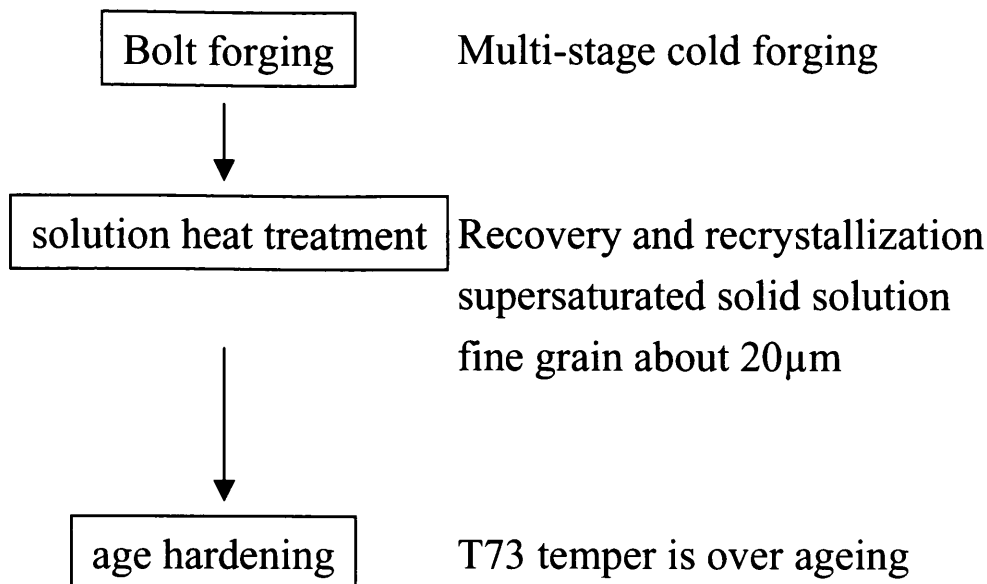 Bolt forging Multi-stage cold forging
solution heat treatment Recovery and recrystallization
supersaturated solid solution
fine grain about 20µm
age hardening T73 temper is over ageing